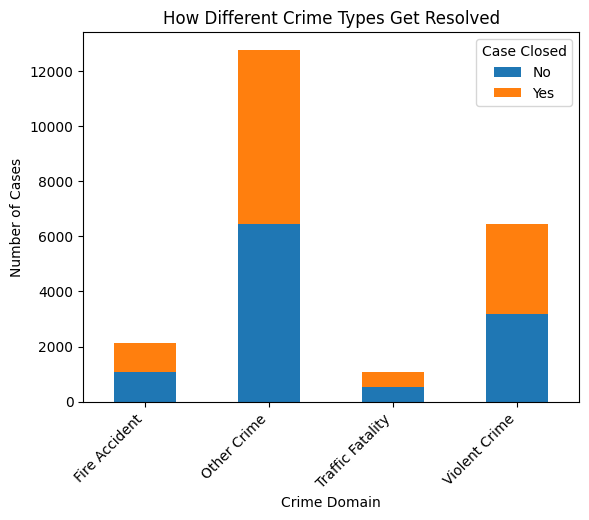 How Different Crime Types Get Resolved
Case Closed
No
Yes
12000
10000
8000
6000
4000
2000
0
Number of Cases
Fire Accident
Other Crime
Traffic Fatality
Violent Crime
Crime Domain